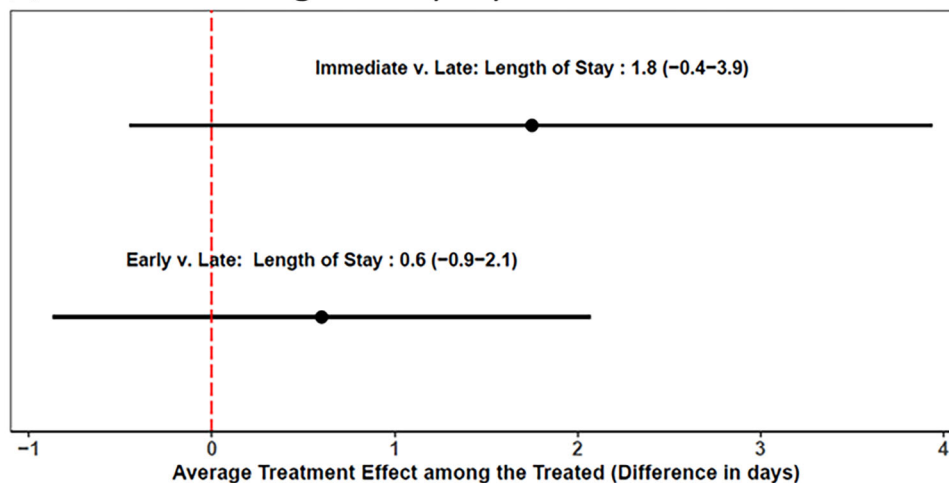 Immediate v. Late: Length of Stay : 1.8 (−0.4−3.9)
Early v. Late:  Length of Stay : 0.6 (−0.9−2.1)
−1 0 1 2 3 4
Average Treatment Effect among the Treated (Difference in days)